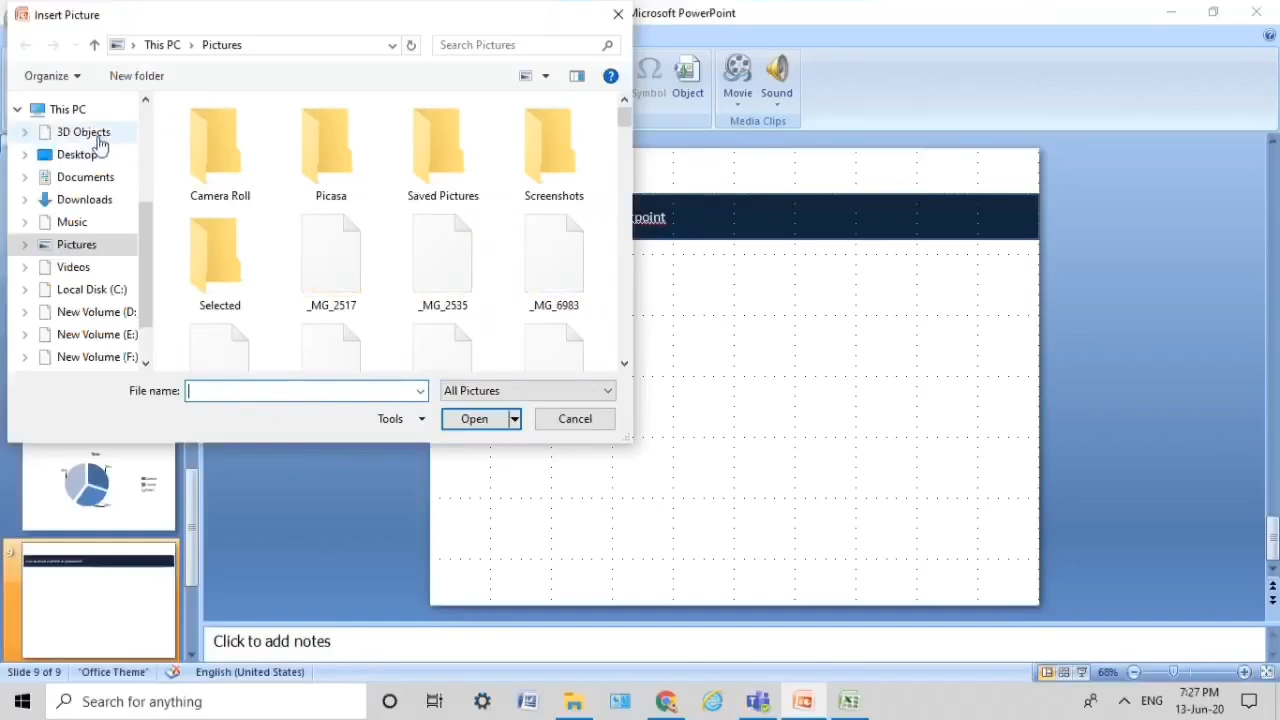 Insert Picture
Microsoft PowerPoint
This PC
Pictures
Search Pictures
Organize
New folder
Symbol
Object
Movie
Sound
Media Clips
This PC
3D Objects
Desktop
Documents
Downloads
Music
Pictures
Videos
Local Disk (C:)
New Volume (D:
New Volume (E:)
New Volume (F:)
Camera Roll
Picasa
Saved Pictures
Screenshots
Selected
_MG_2517
_MG_2535
_MG_6983
point
File name:
All Pictures
Tools
Open
Cancel
9
Click to add notes
Slide 9 of 9
"Office Theme"
English (United States)
68%
Search for anything
ENG
7:27 PM
13-Jun-20